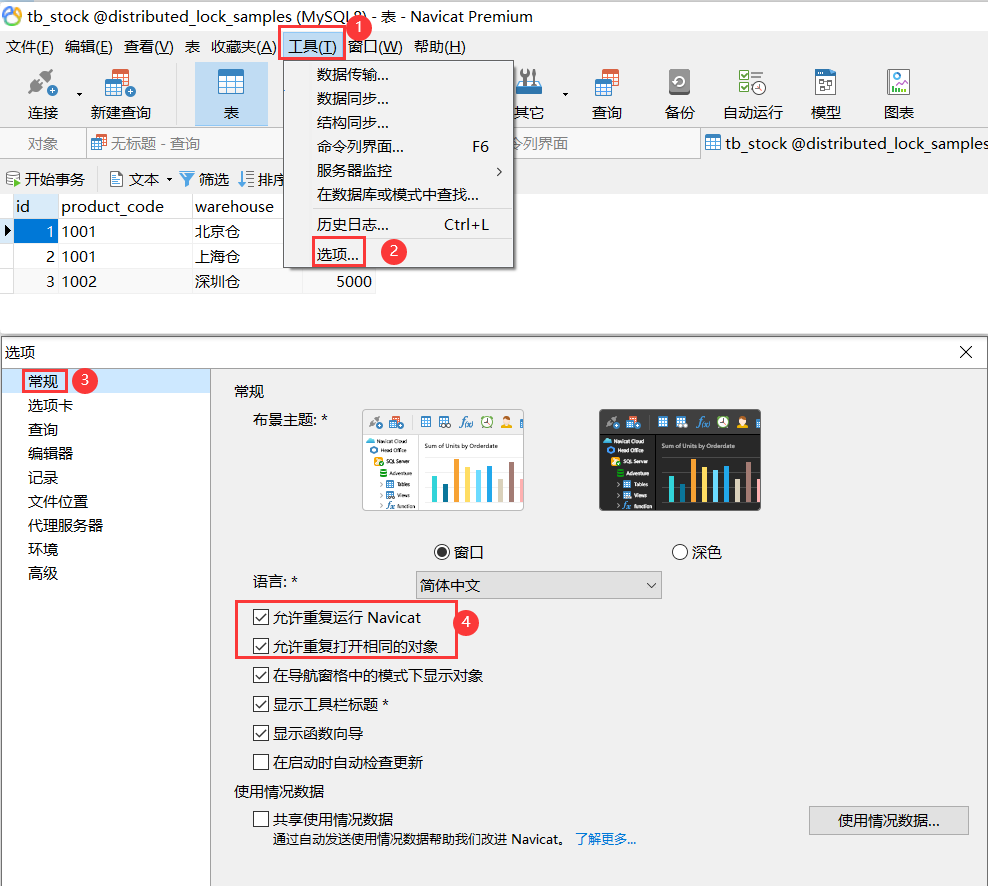 tb_stock @distributed_lock_samples (MySQL8) - 表 - Navicat Premium
1
文件(F) 编辑(E) 查看(V) 表 收藏夹(A) 工具(T) 窗口(W) 帮助(H)
数据传输...
数据同步...
结构同步...
命令列界面... F6
服务器监控
在数据库或模式中查找...
历史日志... Ctrl+L
选项... 2
连接 新建查询 表 其它 查询 备份 自动运行 模型 图表
对象 无标题 - 查询 令列界面 tb_stock @distributed_lock_samples
开始事务 文本 筛选 排序
id product_code warehouse
1 1001 北京仓
2 1001 上海仓
3 1002 深圳仓 5000
选项
常规 3
选项卡
查询
编辑器
记录
文件位置
代理服务器
环境
高级
常规
布景主题: *
Navicat Cloud
Head Office
SQL Server
Adventure
Tables
Views
function
f(x)
Sum of Units by Orderdate
Navicat Cloud
Head Office
SQL Server
Adventure
Tables
Views
function
f(x)
Sum of Units by Orderdate
窗口 深色
语言: * 简体中文
允许重复运行 Navicat 4
允许重复打开相同的对象
在导航窗格中的模式下显示对象
显示工具栏标题 *
显示函数向导
在启动时自动检查更新
使用情况数据
共享使用情况数据
通过自动发送使用情况数据帮助我们改进 Navicat。 了解更多...
使用情况数据...